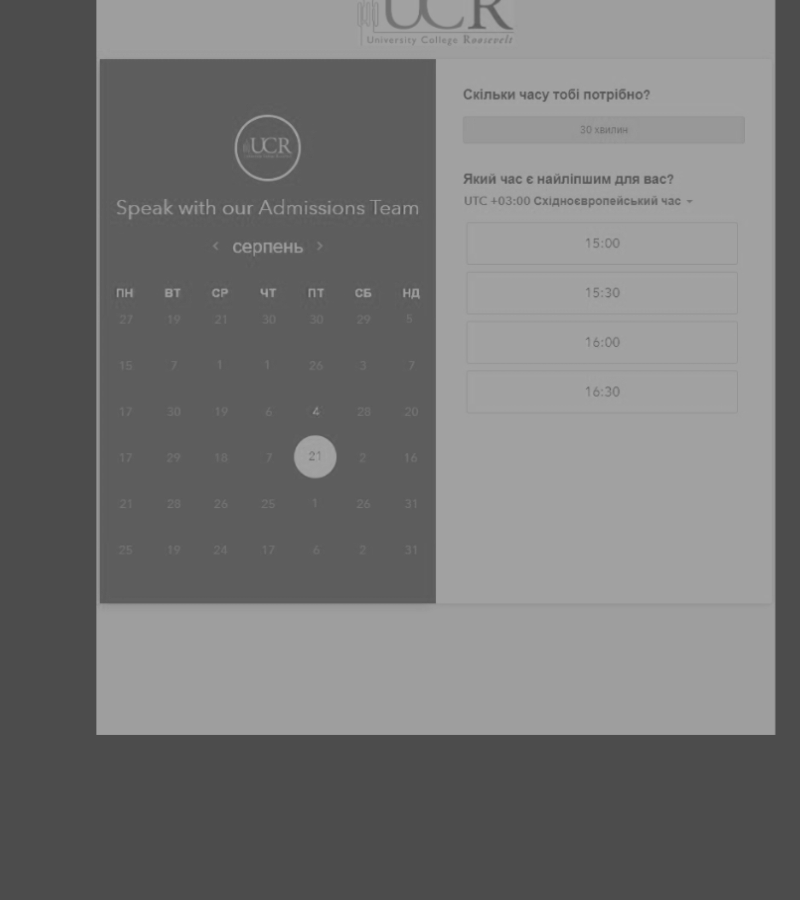 UCR
University College Roosevelt
UCR
Speak with our Admissions Team
‹ серпень ›
ПН ВТ СР ЧТ ПТ СБ НД
27 19 21 30 30 29 5
15 7 1 1 26 3 7
17 30 19 6 4 28 20
17 29 18 7 21 2 16
21 28 26 25 1 26 31
25 19 24 17 6 2 31
Скільки часу тобі потрібно?
30 хвилин
Який час є найліпшим для вас?
UTC +03:00 Східноєвропейський час
15:00
15:30
16:00
16:30